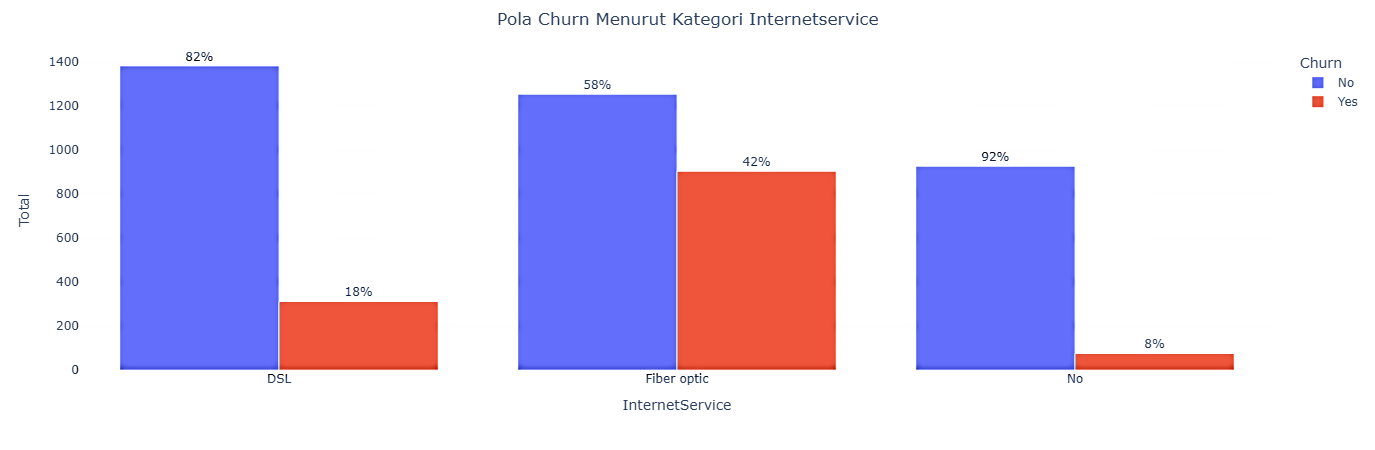 Pola Churn Menurut Kategori Internetservice
Churn
No
Yes
Total
1400
1200
1000
800
600
400
200
0
82%
18%
58%
42%
92%
8%
DSL
Fiber optic
No
InternetService